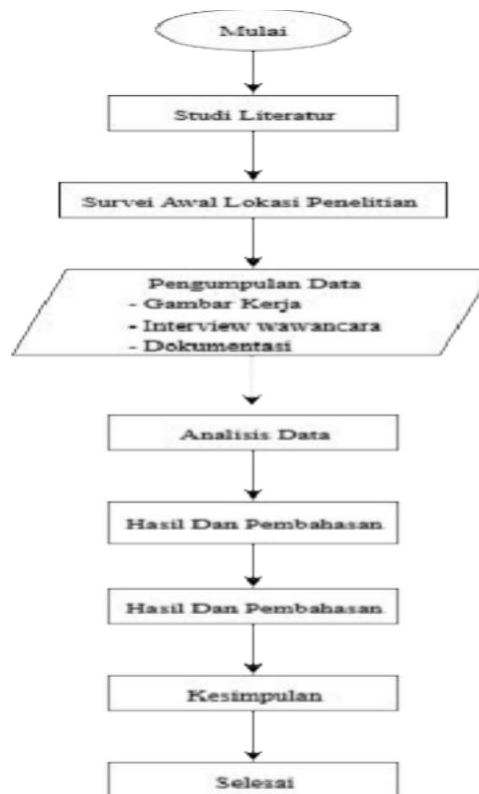 Mulai
Studi Literatur
Survei Awal Lokasi Penelitian
Pengumpulan Data
- Gambar Kerja
- Interview wawancara
- Dokumentasi
Analisis Data
Hasil Dan Pembahasan
Hasil Dan Pembahasan
Kesimpulan
Selesai